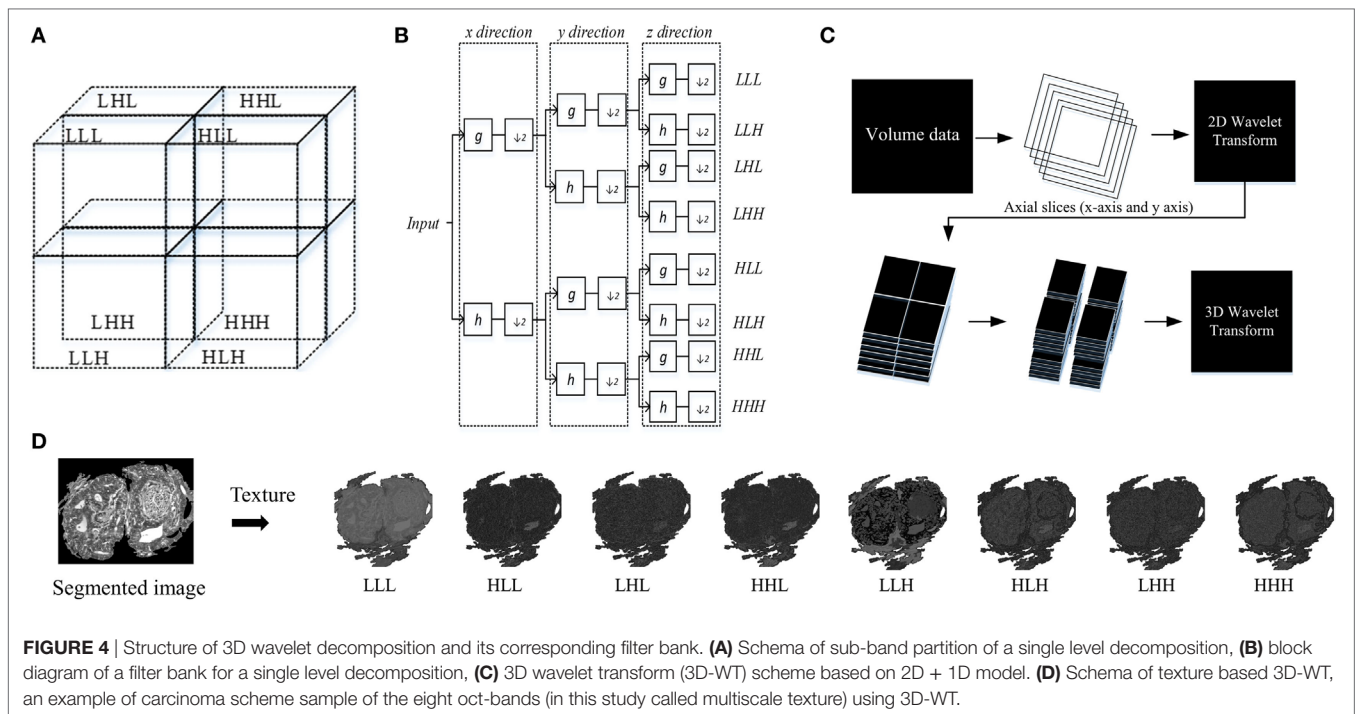 A
LHL
HHL
LLL
HLL
LHH
HHH
LLH
HLH
B
x direction
y direction
z direction
Input
g ↓2
g ↓2
g ↓2
LLL
h ↓2
LLH
h ↓2
g ↓2
LHL
h ↓2
LHH
h ↓2
g ↓2
g ↓2
HLL
h ↓2
HLH
h ↓2
g ↓2
HHL
h ↓2
HHH
C
Volume data
2D Wavelet
Transform
Axial slices (x-axis and y axis)
3D Wavelet
Transform
D
Texture
Segmented image
LLL
HLL
LHL
HHL
LLH
HLH
LHH
HHH
FIGURE 4 | Structure of 3D wavelet decomposition and its corresponding filter bank. (A) Schema of sub-band partition of a single level decomposition, (B) block
diagram of a filter bank for a single level decomposition, (C) 3D wavelet transform (3D-WT) scheme based on 2D + 1D model. (D) Schema of texture based 3D-WT,
an example of carcinoma scheme sample of the eight oct-bands (in this study called multiscale texture) using 3D-WT.